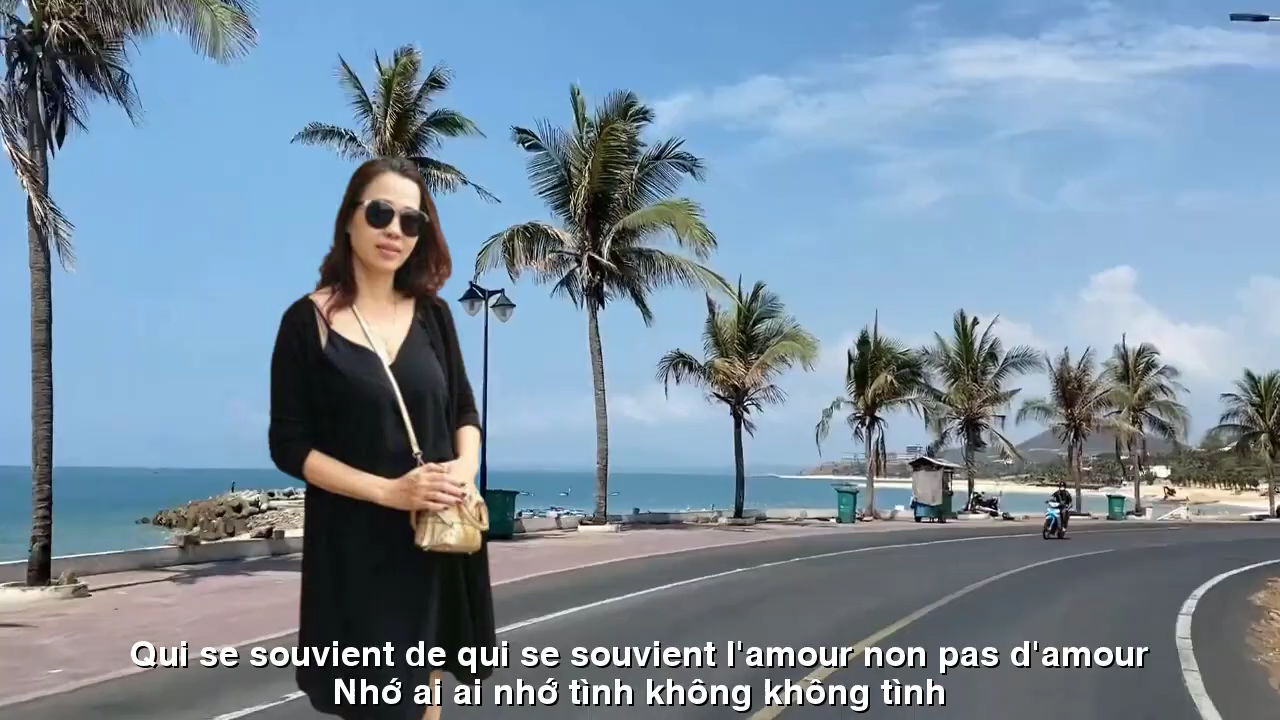 Qui se souvient de qui se souvient l'amour non pas d'amour
Nhớ ai ai nhớ tình không không tình